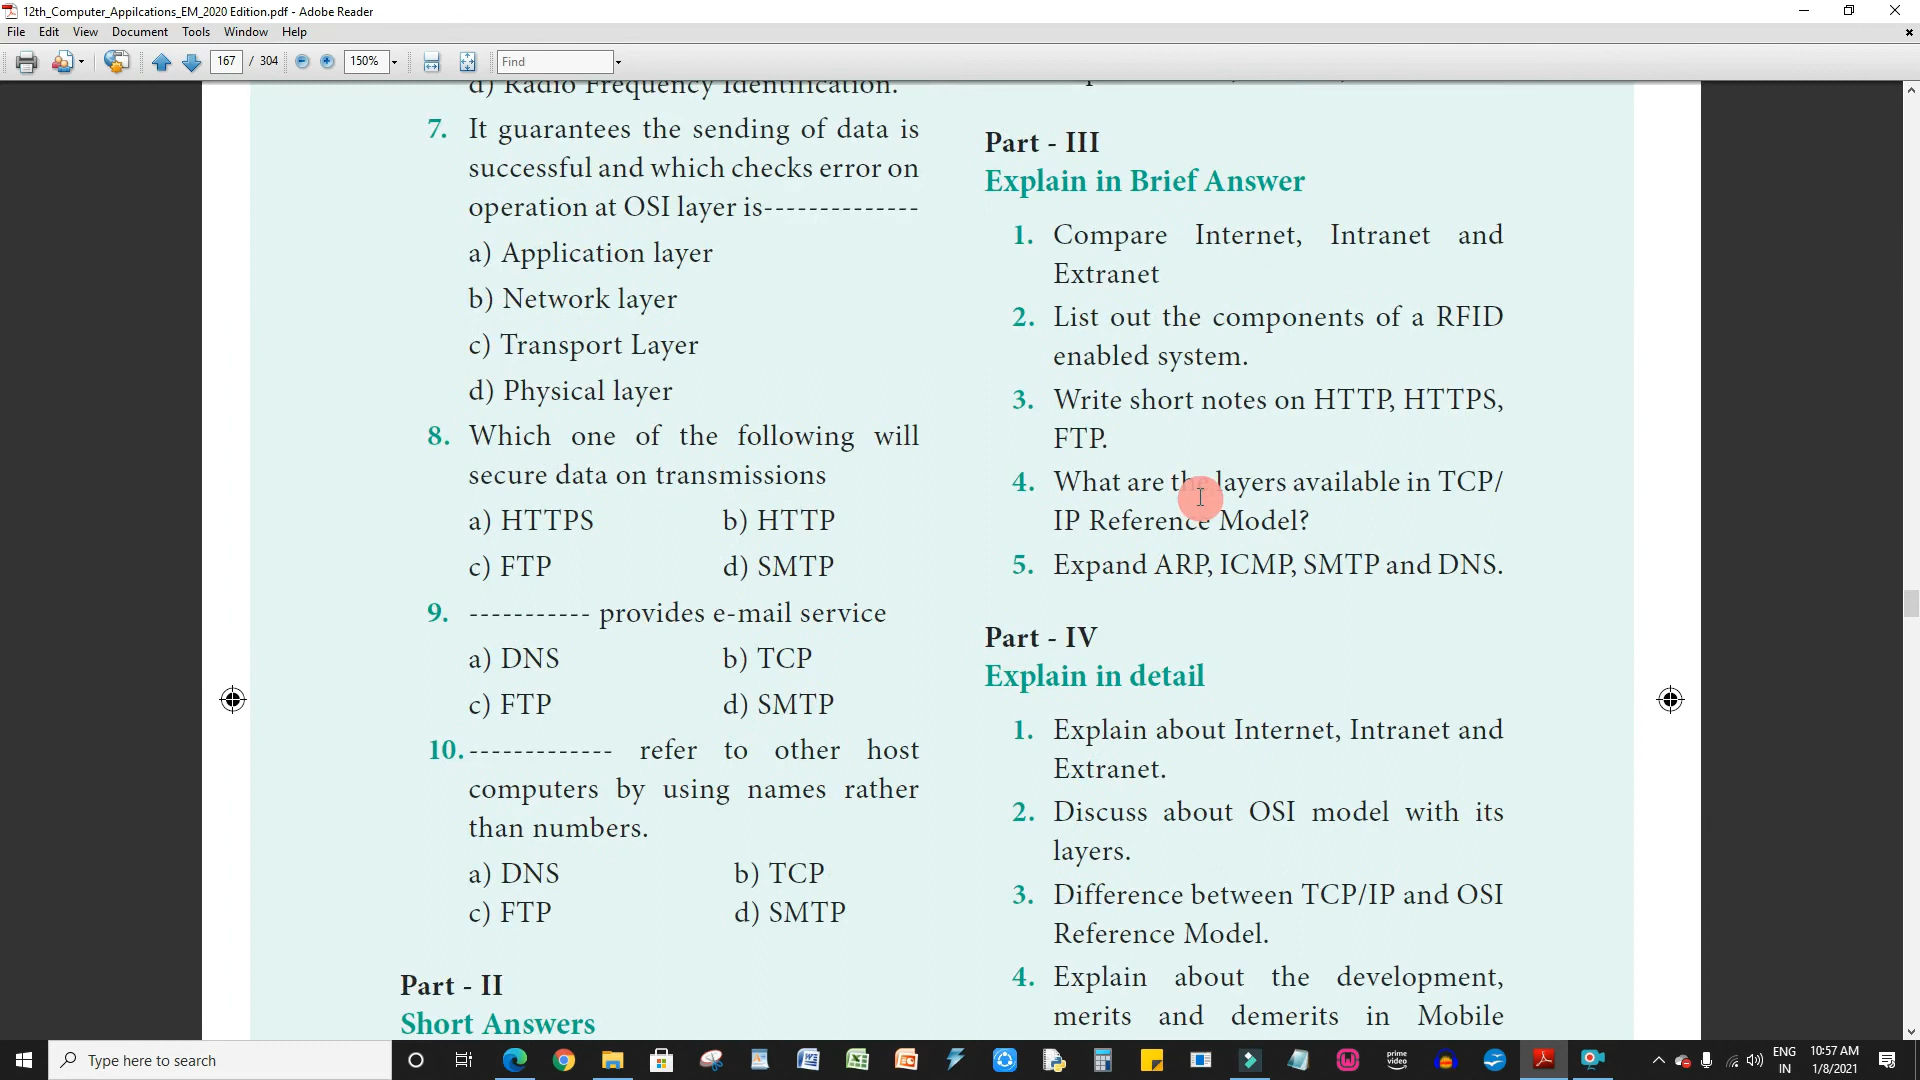 12th_Computer_Appilcations_EM_2020 Edition.pdf - Adobe Reader
File Edit View Document Tools Window Help
167 / 304 150% Find
d) Radio Frequency Identification.
7. It guarantees the sending of data is
successful and which checks error on
operation at OSI layer is--------------
a) Application layer
b) Network layer
c) Transport Layer
d) Physical layer
8. Which one of the following will
secure data on transmissions
a) HTTPS b) HTTP
c) FTP d) SMTP
9. ----------- provides e-mail service
a) DNS b) TCP
c) FTP d) SMTP
10. ------------- refer to other host
computers by using names rather
than numbers.
a) DNS b) TCP
c) FTP d) SMTP
Part - II
Short Answers
Part - III
Explain in Brief Answer
1. Compare Internet, Intranet and
Extranet
2. List out the components of a RFID
enabled system.
3. Write short notes on HTTP, HTTPS,
FTP.
4. What are the layers available in TCP/
IP Reference Model?
5. Expand ARP, ICMP, SMTP and DNS.
Part - IV
Explain in detail
1. Explain about Internet, Intranet and
Extranet.
2. Discuss about OSI model with its
layers.
3. Difference between TCP/IP and OSI
Reference Model.
4. Explain about the development,
merits and demerits in Mobile
Type here to search
prime video
ENG
IN
10:57 AM
1/8/2021